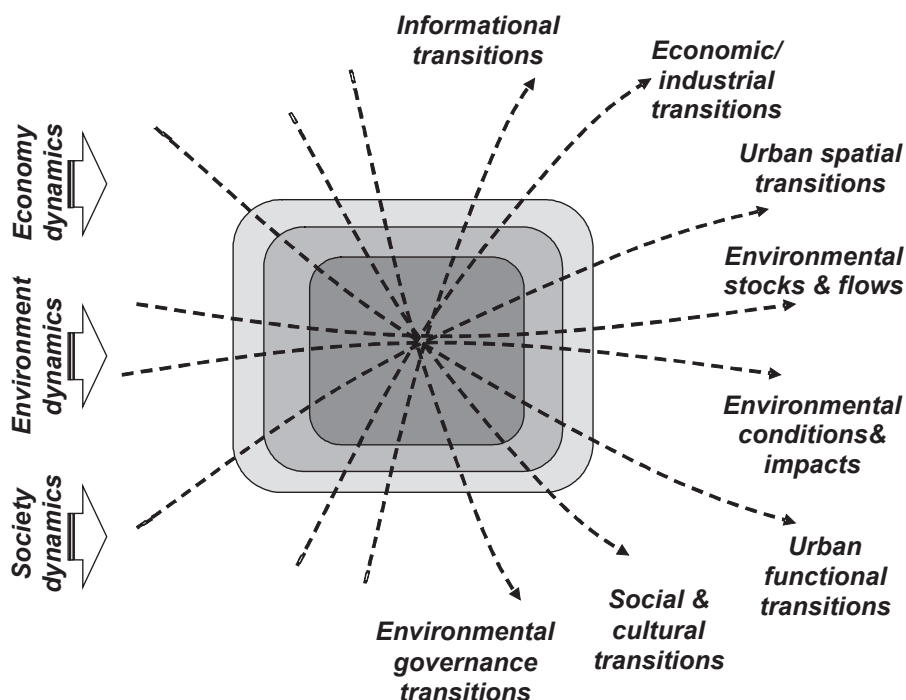 Informational
transitions
Economic/
industrial
transitions
Urban spatial
transitions
Environmental
stocks & flows
Environmental
conditions&
impacts
Urban
functional
transitions
Social &
cultural
transitions
Environmental
governance
transitions
Economy
dynamics
Environment
dynamics
Society
dynamics